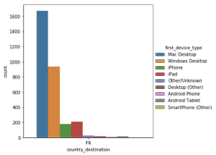 1600
1400
1200
1000
800
600
400
200
0
count
FR
country_destination
first_device_type
Mac Desktop
Windows Desktop
iPhone
iPad
Other/Unknown
Desktop (Other)
Android Phone
Android Tablet
SmartPhone (Other)